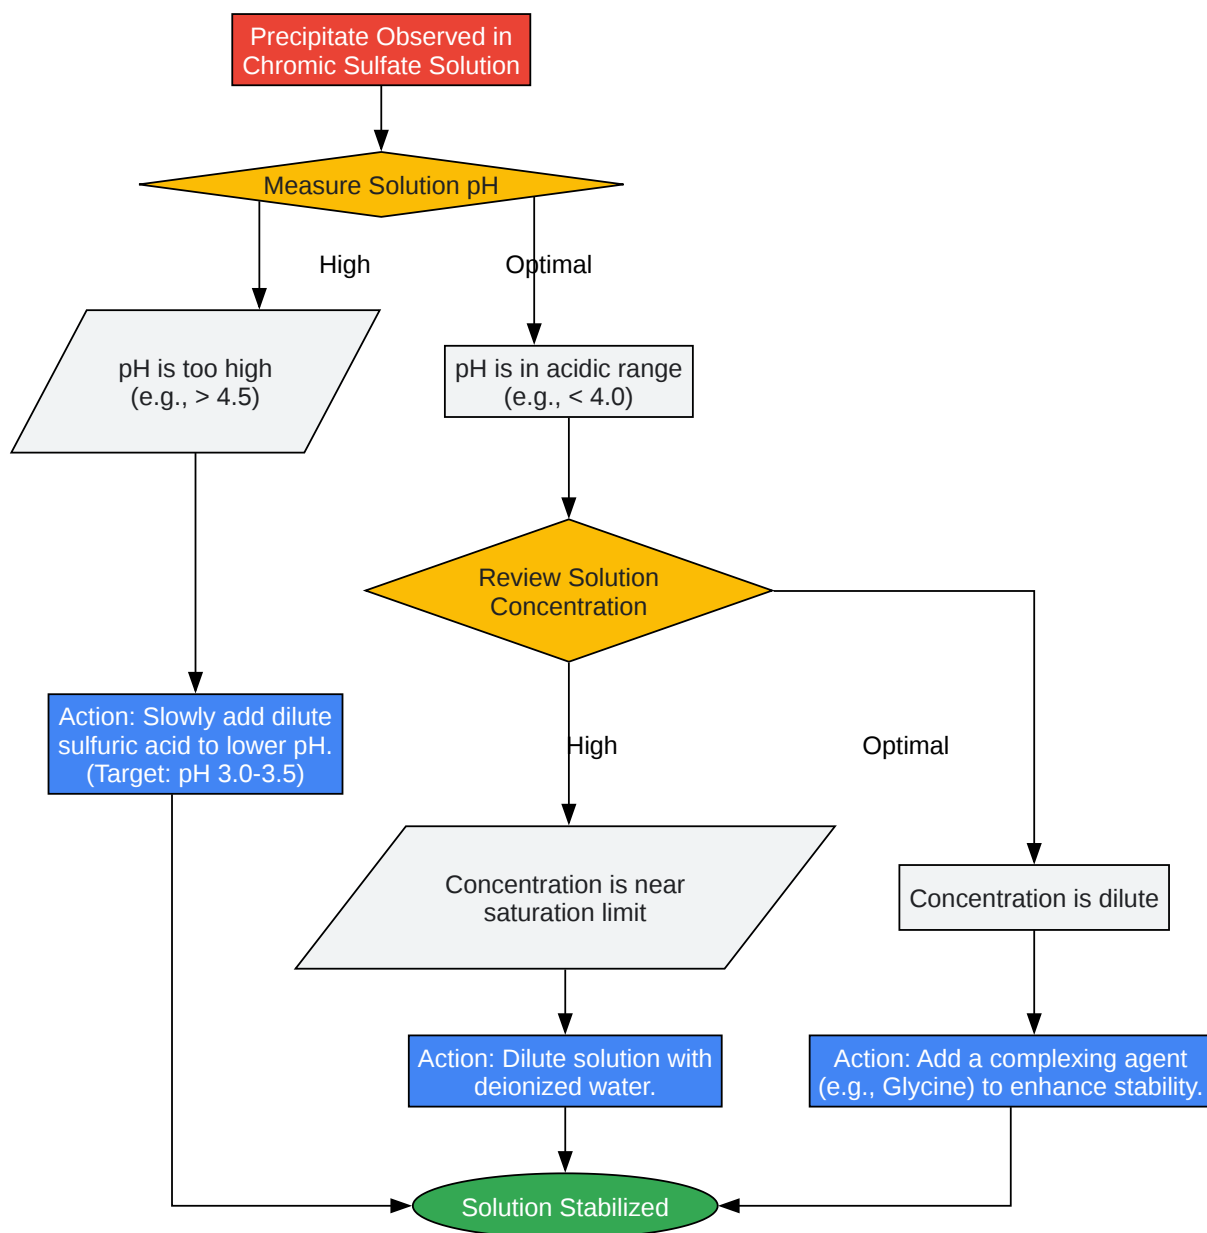 Precipitate Observed in
Chromic Sulfate Solution
Measure Solution pH
High
Optimal
pH is too high
(e.g., > 4.5)
pH is in acidic range
(e.g., < 4.0)
Review Solution
Concentration
Action: Slowly add dilute
sulfuric acid to lower pH.
(Target: pH 3.0-3.5)
High
Optimal
Concentration is near
saturation limit
Concentration is dilute
Action: Dilute solution with
deionized water.
Action: Add a complexing agent
(e.g., Glycine) to enhance stability.
Solution Stabilized